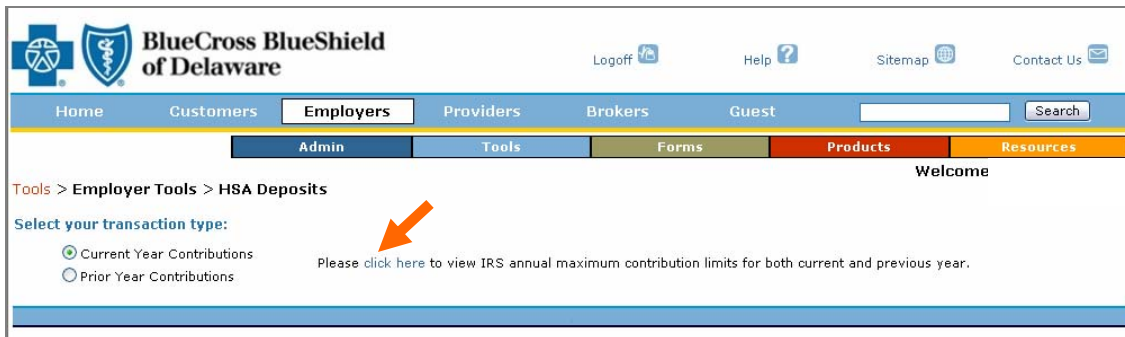 BlueCross BlueShield
of Delaware
Logoff Help ? Sitemap Contact Us
Home Customers Employers Providers Brokers Guest Search
Admin Tools Forms Products Resources
Welcome
Tools > Employer Tools > HSA Deposits
Select your transaction type:
Current Year Contributions
Prior Year Contributions
Please click here to view IRS annual maximum contribution limits for both current and previous year.